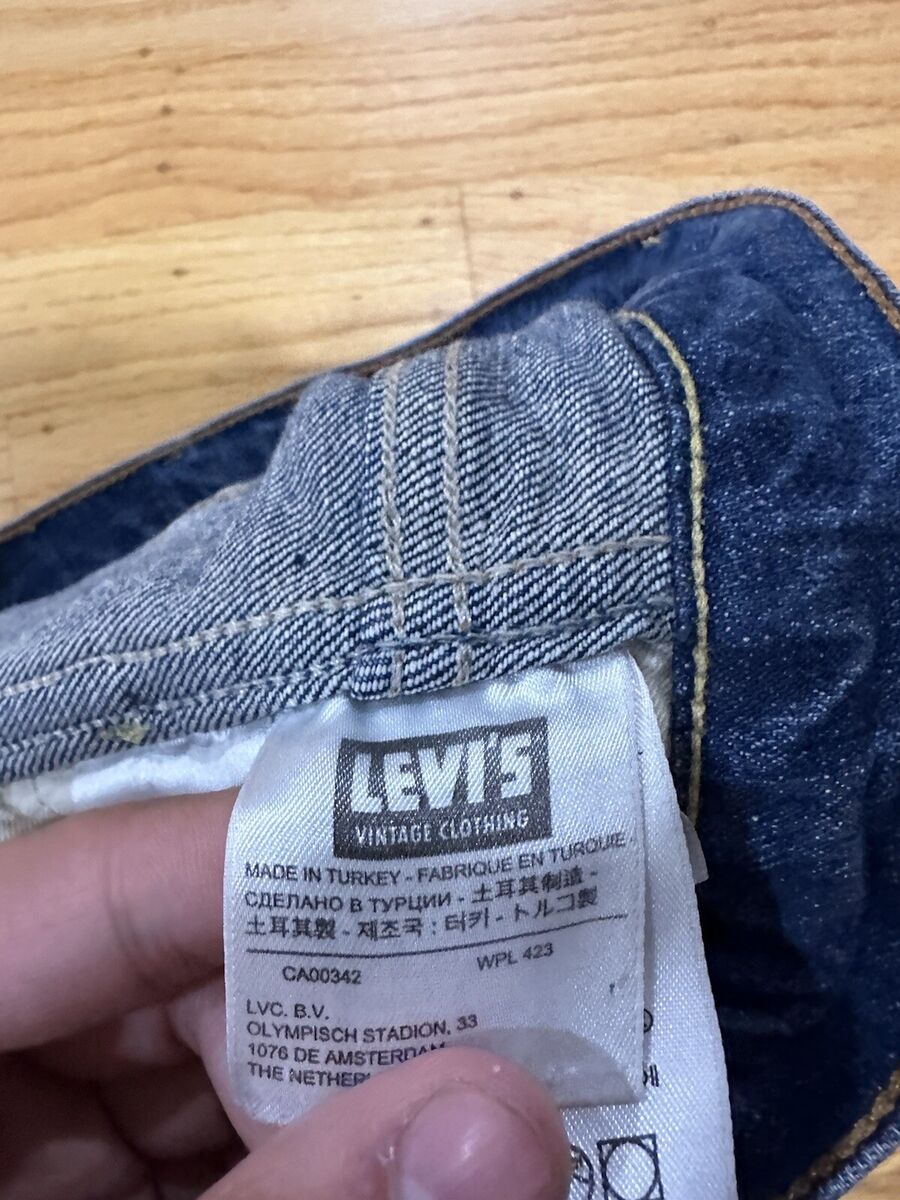 LEVI'S
VINTAGE CLOTHING
MADE IN TURKEY - FABRIQUE EN TURQUIE -
СДЕЛАНО В ТУРЦИИ - 土耳其制造 -
土耳其製 - 제조국 : 터키 - トルコ製
CA00342 WPL 423
LVC. B.V.
OLYMPISCH STADION, 33
1076 DE AMSTERDAM
THE